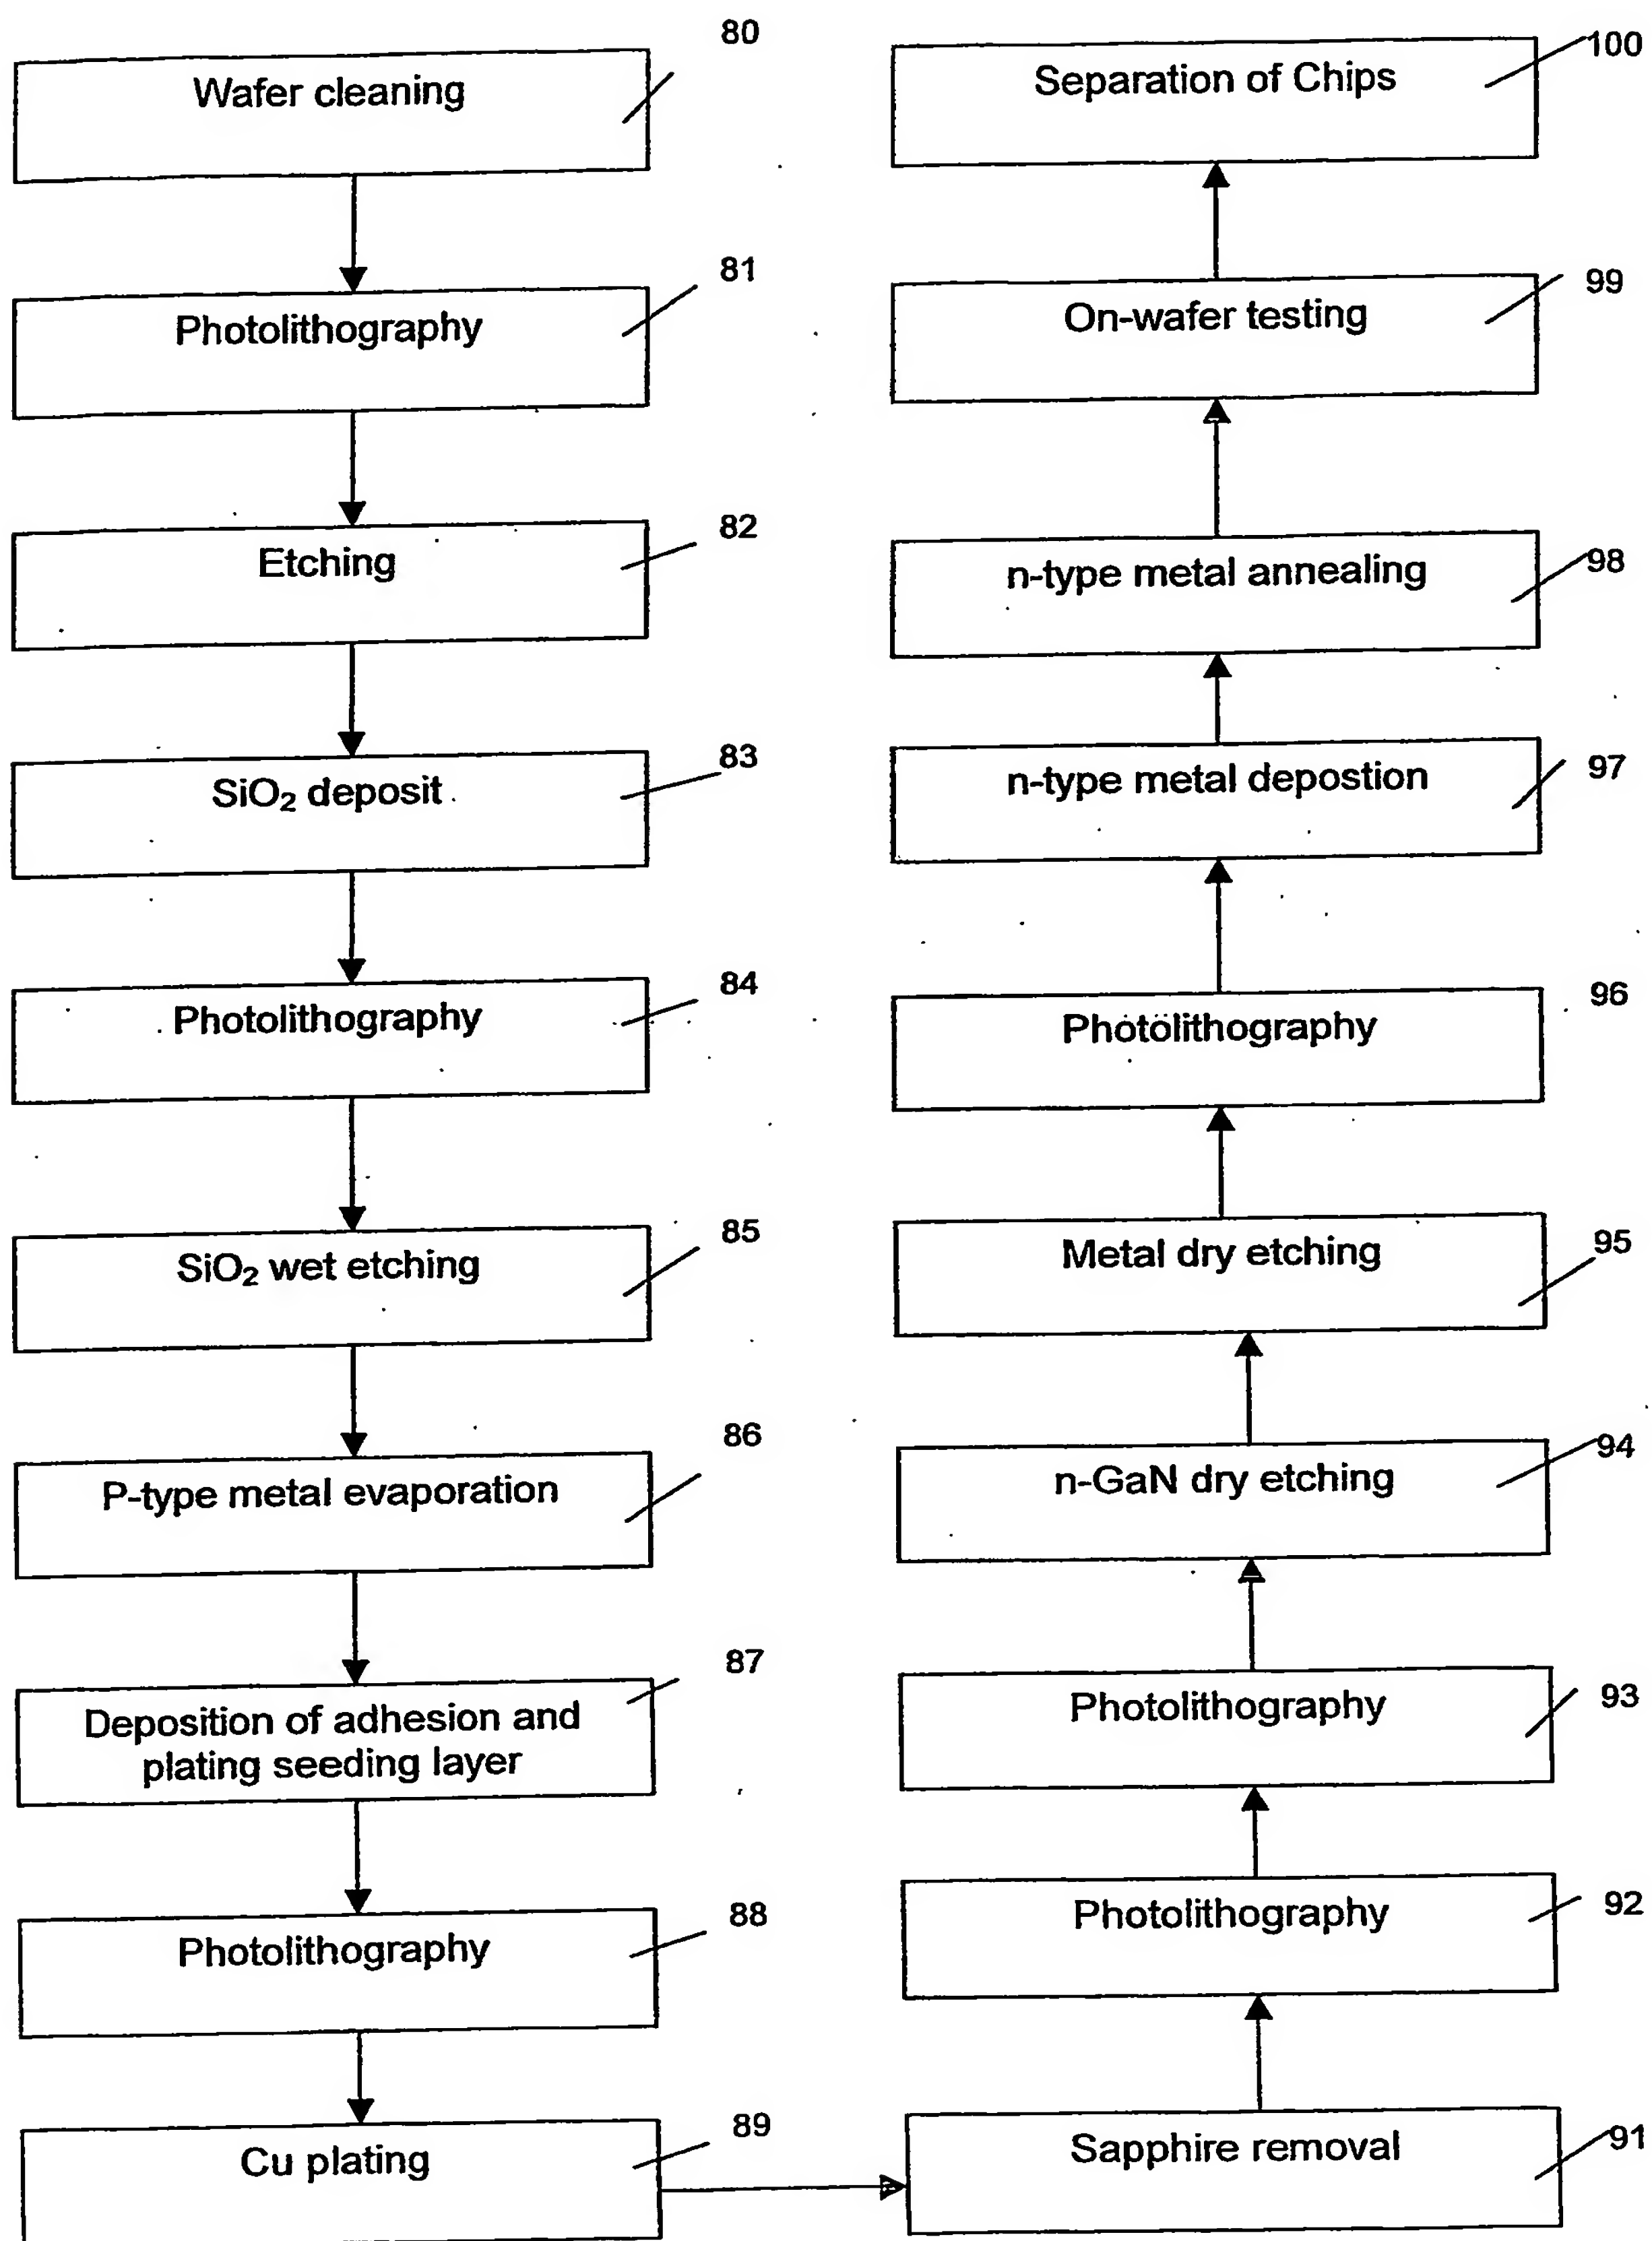 80
Wafer cleaning
81
Photolithography
82
Etching
83
SiO₂ deposit
84
Photolithography
85
SiO₂ wet etching
86
P-type metal evaporation
87
Deposition of adhesion and
plating seeding layer
88
Photolithography
89
Cu plating
91
Sapphire removal
92
Photolithography
93
Photolithography
94
n-GaN dry etching
95
Metal dry etching
96
Photolithography
97
n-type metal depostion
98
n-type metal annealing
99
On-wafer testing
100
Separation of Chips